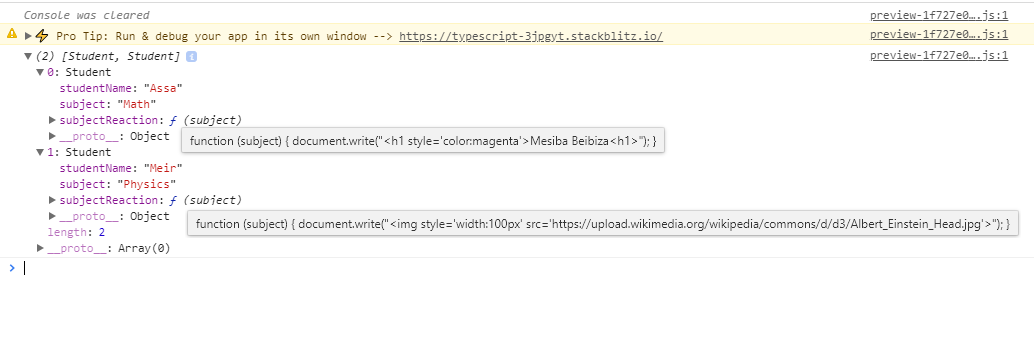 Console was cleared preview-1f727e0….js:1
Pro Tip: Run & debug your app in its own window --> https://typescript-3jpgyt.stackblitz.io/ preview-1f727e0….js:1
(2) [Student, Student] i preview-1f727e0….js:1
0: Student
studentName: "Assa"
subject: "Math"
subjectReaction: ƒ (subject)
__proto__: Object
function (subject) { document.write("<h1 style='color:magenta'>Mesiba Beibiza<h1>"); }
1: Student
studentName: "Meir"
subject: "Physics"
subjectReaction: ƒ (subject)
__proto__: Object
function (subject) { document.write("<img style='width:100px' src='https://upload.wikimedia.org/wikipedia/commons/d/d3/Albert_Einstein_Head.jpg'>"); }
length: 2
__proto__: Array(0)
>